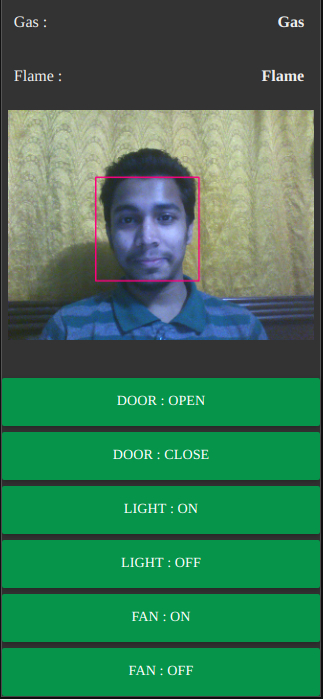 Gas : Gas
Flame : Flame
DOOR : OPEN
DOOR : CLOSE
LIGHT : ON
LIGHT : OFF
FAN : ON
FAN : OFF